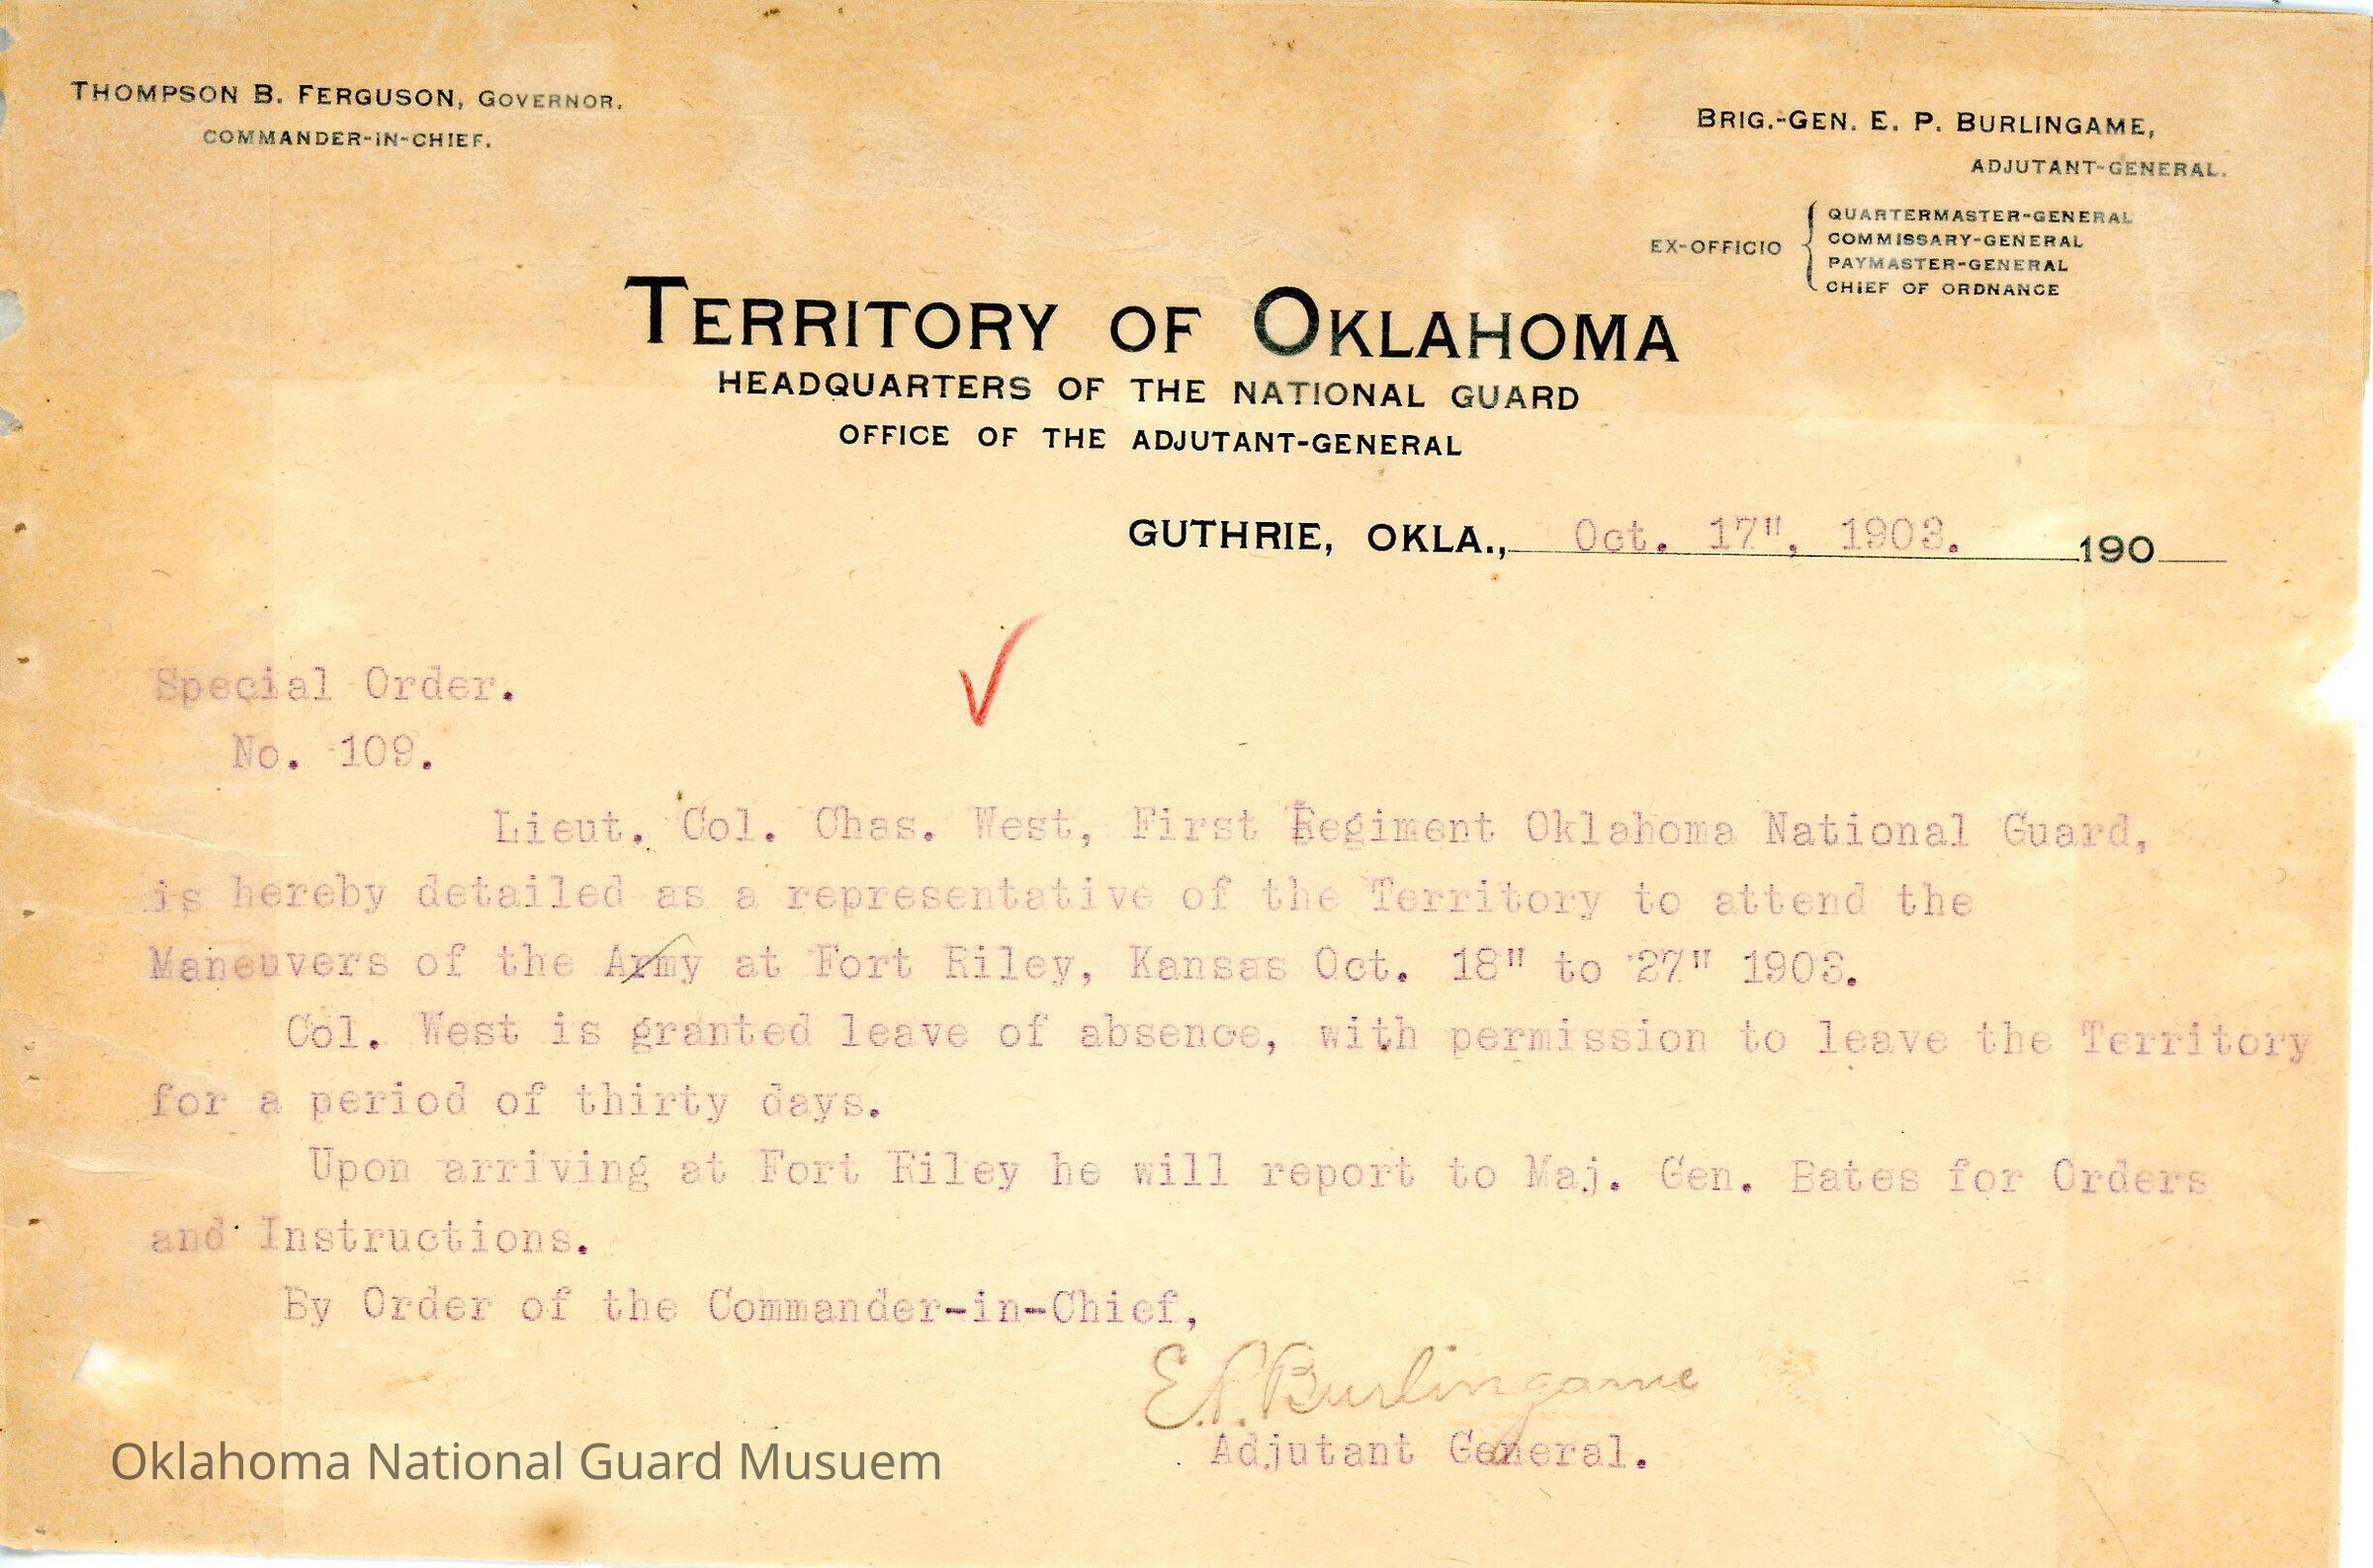 THOMPSON B. FERGUSON, GOVERNOR.
COMMANDER-IN-CHIEF.
BRIG.-GEN. E. P. BURLINGAME,
ADJUTANT-GENERAL.
EX-OFFICIO
QUARTERMASTER-GENERAL
COMMISSARY-GENERAL
PAYMASTER-GENERAL
CHIEF OF ORDNANCE
TERRITORY OF OKLAHOMA
HEADQUARTERS OF THE NATIONAL GUARD
OFFICE OF THE ADJUTANT-GENERAL
GUTHRIE, OKLA., Oct. 17", 1903. 190
Special Order.
No. 109.
Lieut. Col. Chas. West, First Regiment Oklahoma National Guard,
is hereby detailed as a representative of the Territory to attend the
Maneuvers of the Army at Fort Riley, Kansas Oct. 18" to 27" 1903.
Col. West is granted leave of absence, with permission to leave the Territory
for a period of thirty days.
Upon arriving at Fort Riley he will report to Maj. Gen. Bates for Orders
and Instructions.
By Order of the Commander-in-Chief,
E.P. Burlingame
Adjutant General.
Oklahoma National Guard Musuem